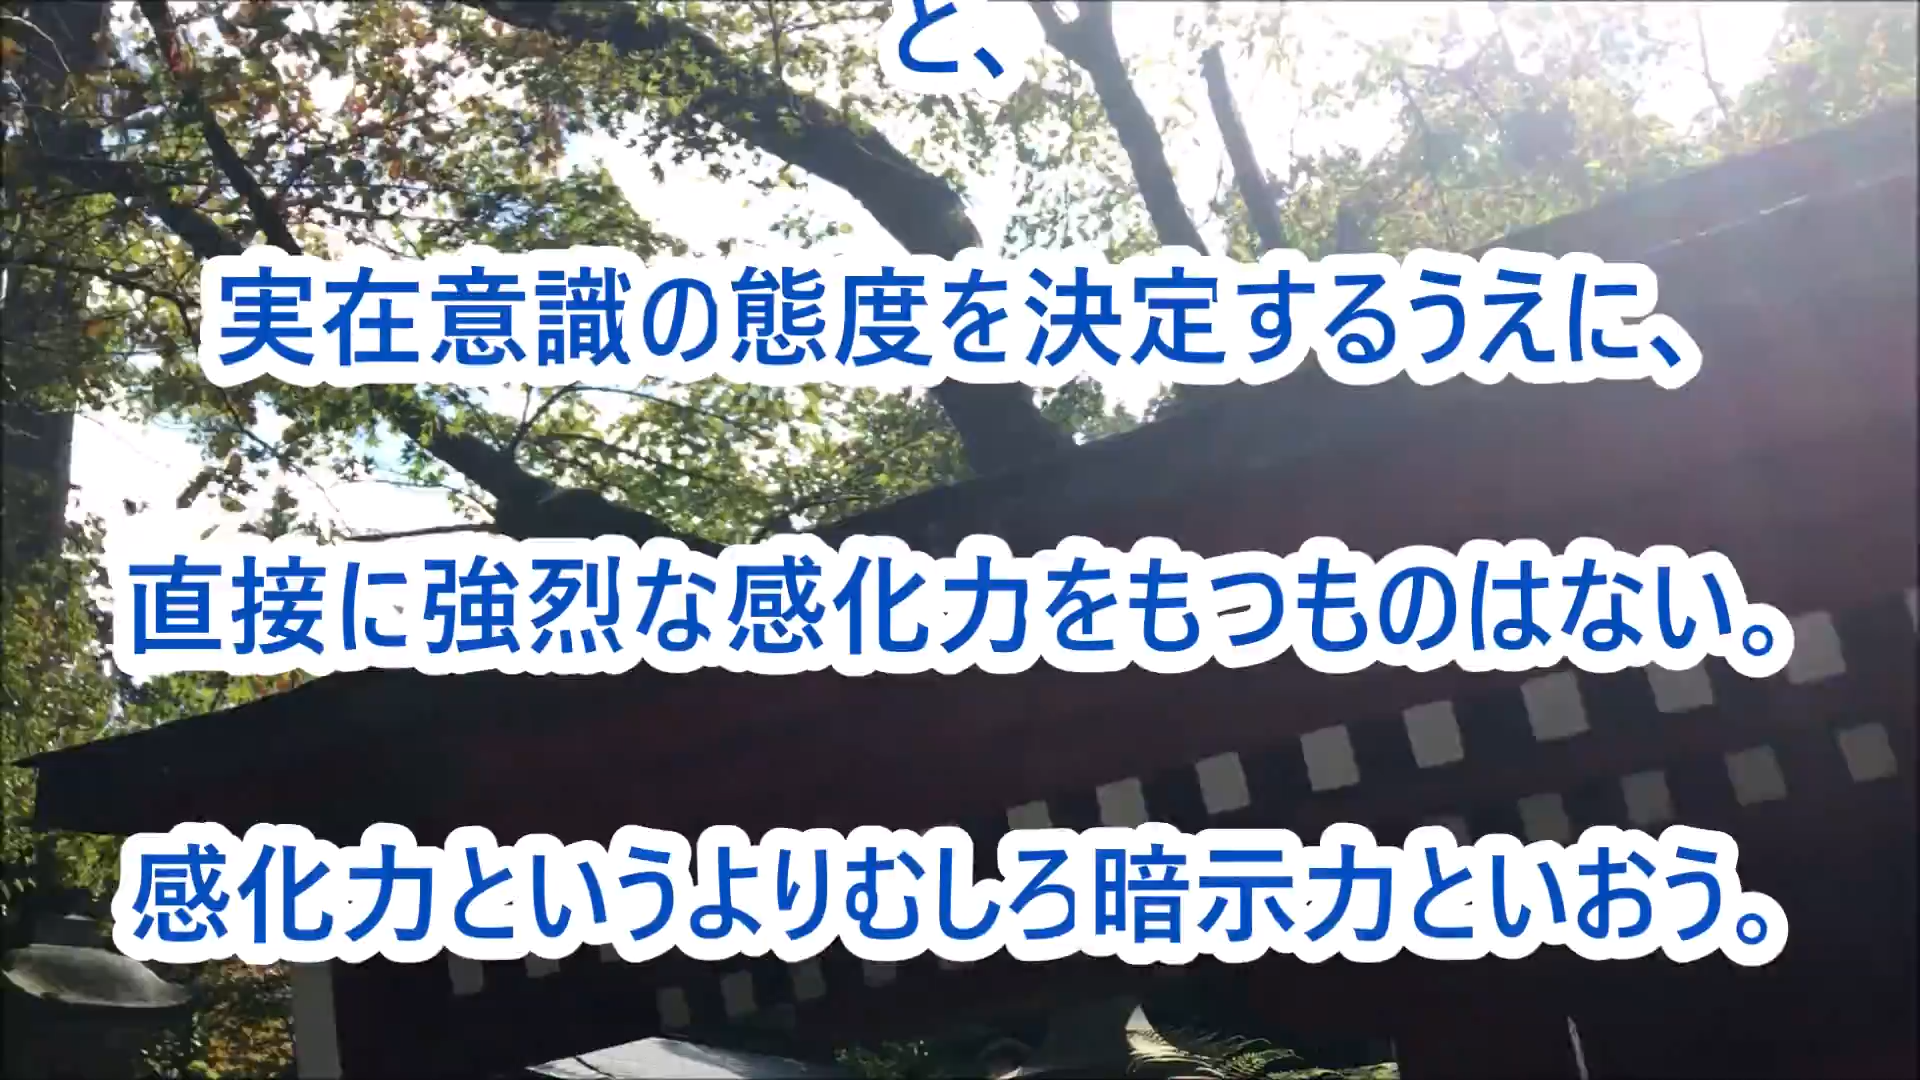 と、
実在意識の態度を決定するうえに、
直接に強烈な感化力をもつものはない。
感化力というよりむしろ暗示力といおう。